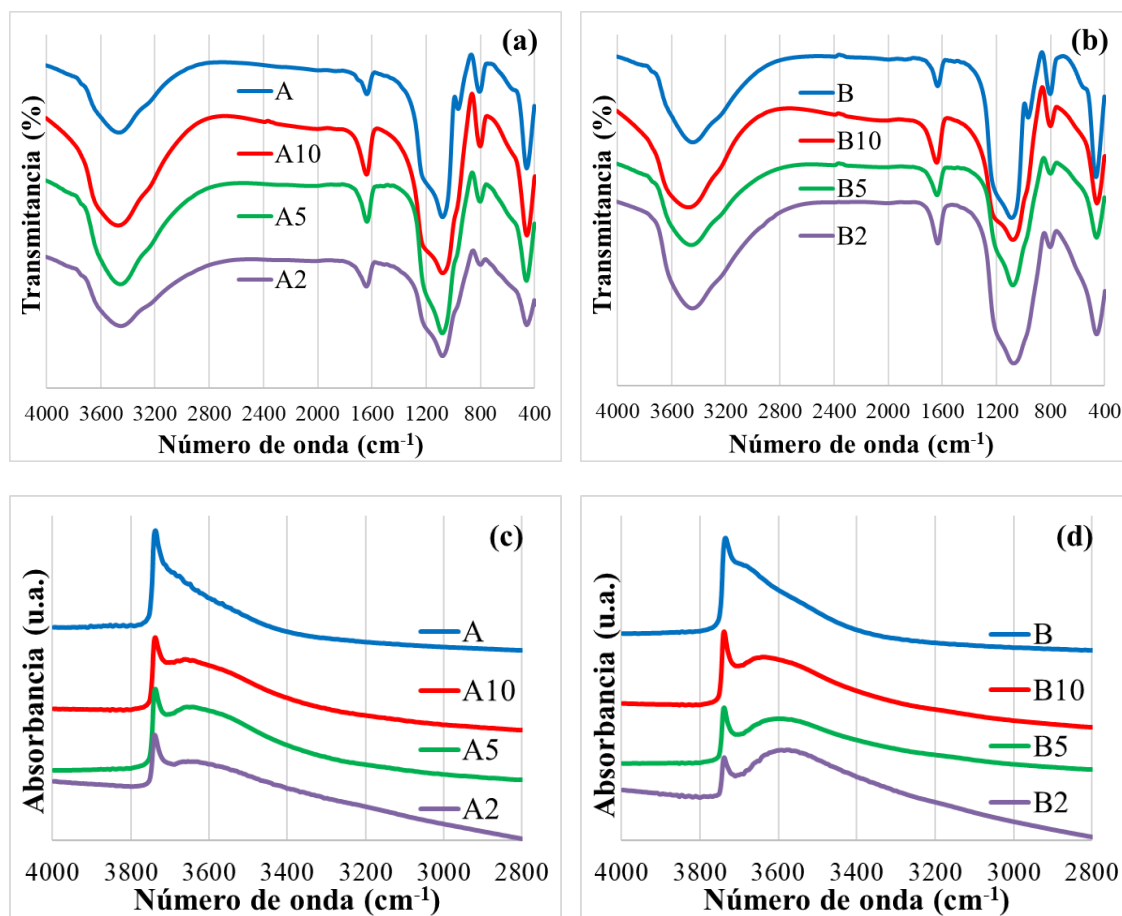 (a)
Transmitancia (%)
A
A10
A5
A2
4000 3600 3200 2800 2400 2000 1600 1200 800 400
Número de onda (cm-1)
(b)
Transmitancia (%)
B
B10
B5
B2
4000 3600 3200 2800 2400 2000 1600 1200 800 400
Número de onda (cm-1)
(c)
Absorbancia (u.a.)
A
A10
A5
A2
4000 3800 3600 3400 3200 3000 2800
Número de onda (cm-1)
(d)
Absorbancia (u.a.)
B
B10
B5
B2
4000 3800 3600 3400 3200 3000 2800
Número de onda (cm-1)